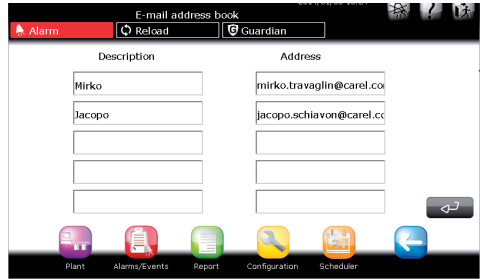 E-mail address book
Alarm Reload Guardian
Description Address
Mirko mirko.travaglin@carel.co
Jacopo jacopo.schiavon@carel.cc
Plant Alarms/Events Report Configuration Scheduler